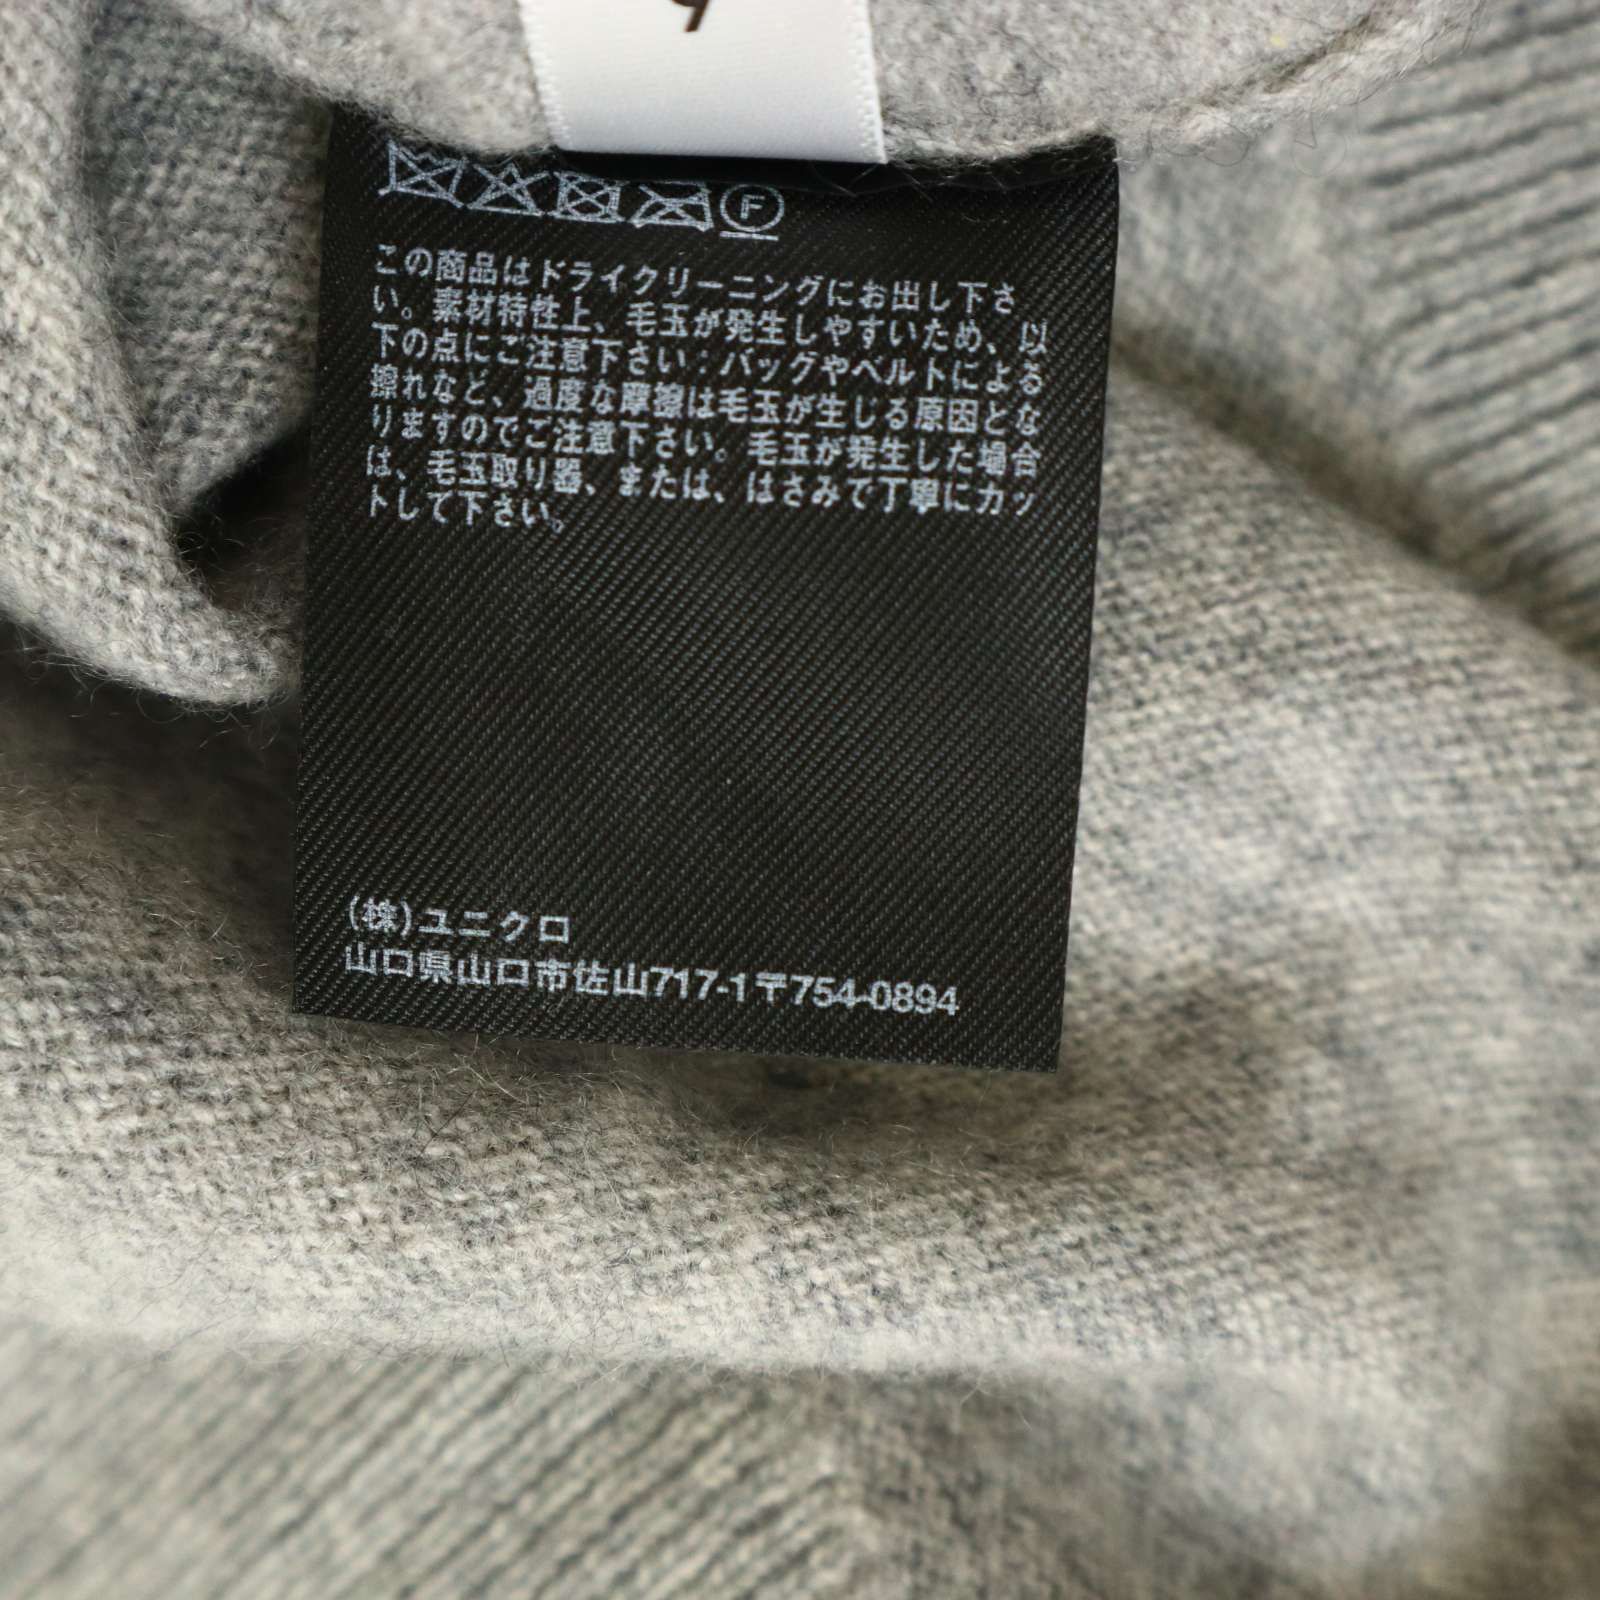 F
この商品はドライクリーニングにお出し下さ
い。素材特性上、毛玉が発生しやすいため、以
下の点にご注意下さい：バッグやベルトによる
擦れなど、過度な摩擦は毛玉が生じる原因とな
りますのでご注意下さい。毛玉が発生した場合
は、毛玉取り器、または、はさみで丁寧にカッ
トして下さい。
(株)ユニクロ
山口県山口市佐山717-1〒754-0894